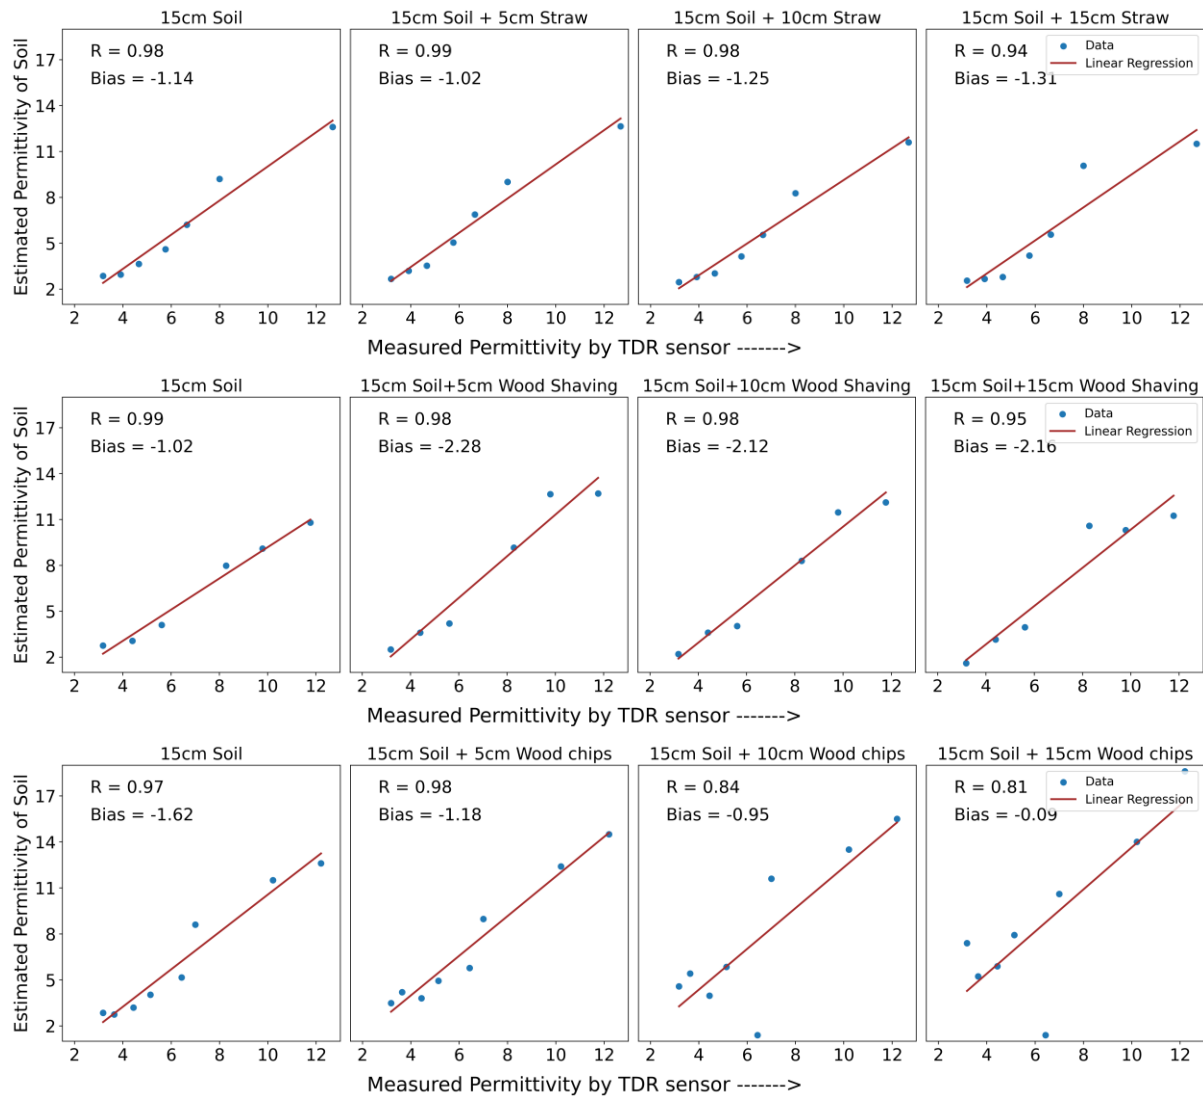 15cm Soil
15cm Soil + 5cm Straw
15cm Soil + 10cm Straw
15cm Soil + 15cm Straw
Estimated Permittivity of Soil
17
14
11
8
5
2
R = 0.98
Bias = -1.14
R = 0.99
Bias = -1.02
R = 0.98
Bias = -1.25
R = 0.94
Bias = -1.31
Data
Linear Regression
2 4 6 8 10 12
2 4 6 8 10 12
2 4 6 8 10 12
2 4 6 8 10 12
Measured Permittivity by TDR sensor ------->
15cm Soil
15cm Soil+5cm Wood Shaving
15cm Soil+10cm Wood Shaving
15cm Soil+15cm Wood Shaving
Estimated Permittivity of Soil
17
14
11
8
5
2
R = 0.99
Bias = -1.02
R = 0.98
Bias = -2.28
R = 0.98
Bias = -2.12
R = 0.95
Bias = -2.16
Data
Linear Regression
2 4 6 8 10 12
2 4 6 8 10 12
2 4 6 8 10 12
2 4 6 8 10 12
Measured Permittivity by TDR sensor ------->
15cm Soil
15cm Soil + 5cm Wood chips
15cm Soil + 10cm Wood chips
15cm Soil + 15cm Wood chips
Estimated Permittivity of Soil
17
14
11
8
5
2
R = 0.97
Bias = -1.62
R = 0.98
Bias = -1.18
R = 0.84
Bias = -0.95
R = 0.81
Bias = -0.09
Data
Linear Regression
2 4 6 8 10 12
2 4 6 8 10 12
2 4 6 8 10 12
2 4 6 8 10 12
Measured Permittivity by TDR sensor ------->